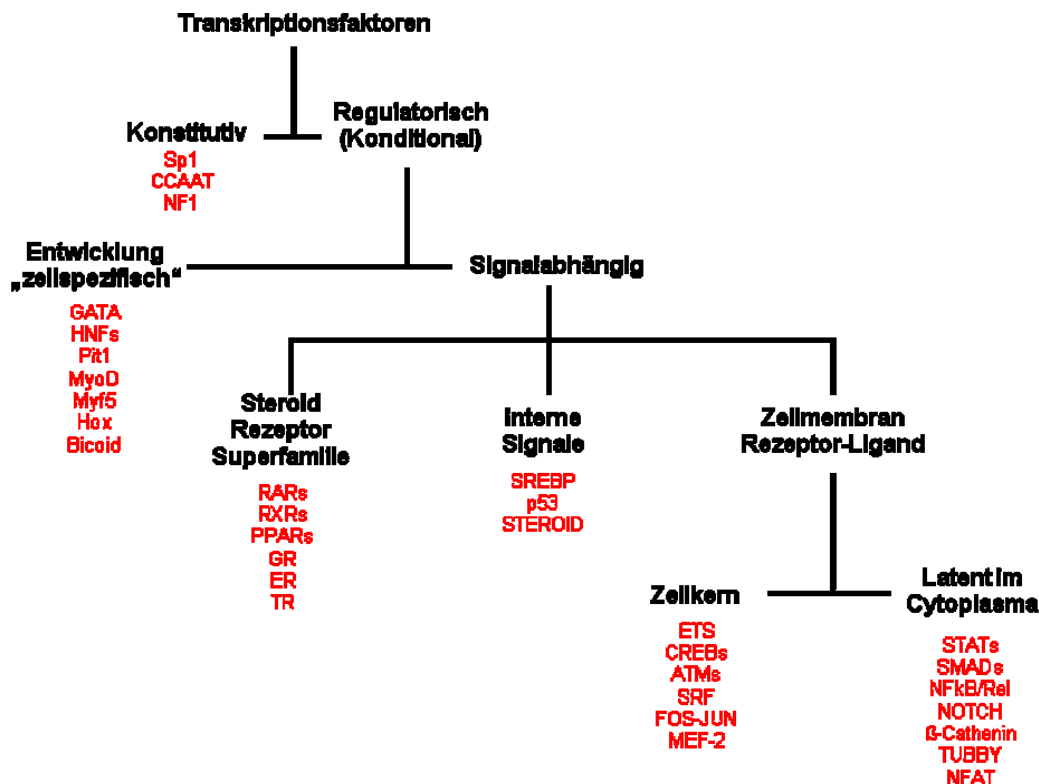 Transkriptionsfaktoren
Konstitutiv
Sp1
CCAAT
NF1
Regulatorisch
(Konditional)
Entwicklung
„zellspezifisch“
GATA
HNFs
Pit1
MyoD
Myf5
Hox
Bicoid
Signalabhängig
Steroid
Rezeptor
Superfamilie
RARs
RXRs
PPARs
GR
ER
TR
Interne
Signale
SREBP
p53
STEROID
Zellmembran
Rezeptor-Ligand
Zellkern
ETS
CREBs
ATMs
SRF
FOS-JUN
MEF-2
Latent im
Cytoplasma
STATs
SMADs
NFkB/Rel
NOTCH
ß-Cathenin
TUBBY
NFAT